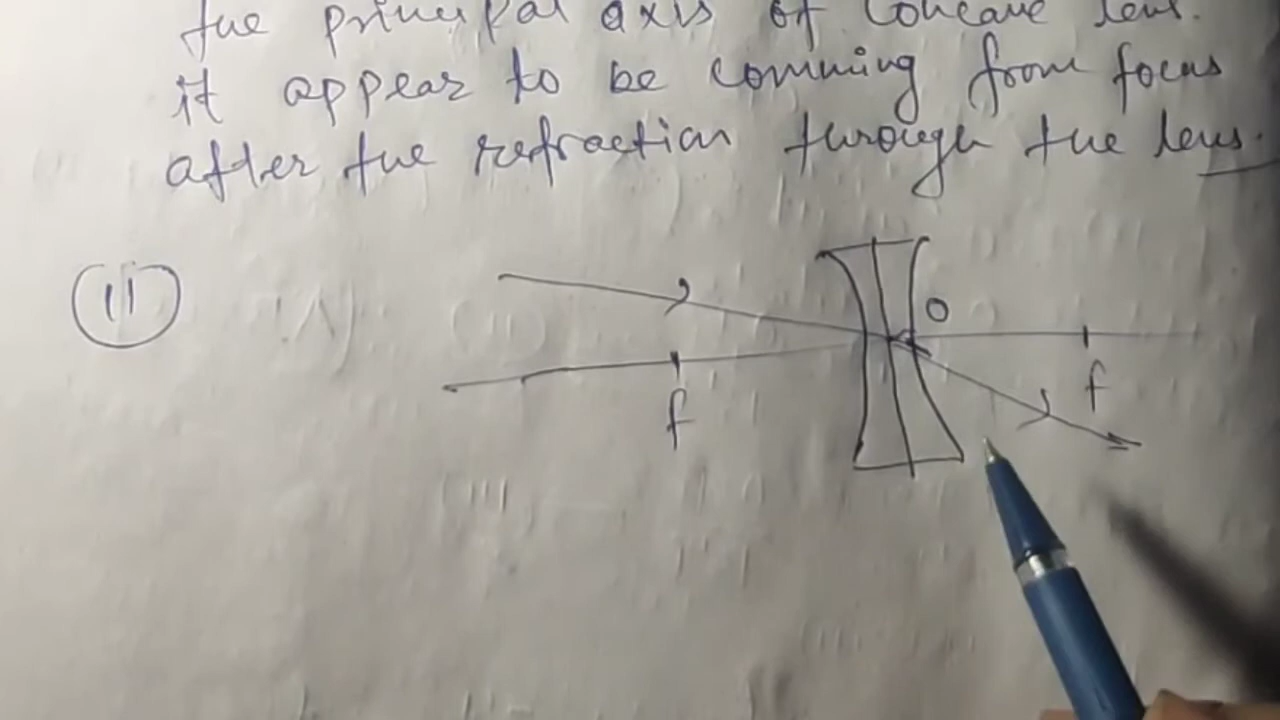 the principal axis of Concave lens.
it appear to be comming from focus
after the refraction through the lens.
(11)
O
f
f